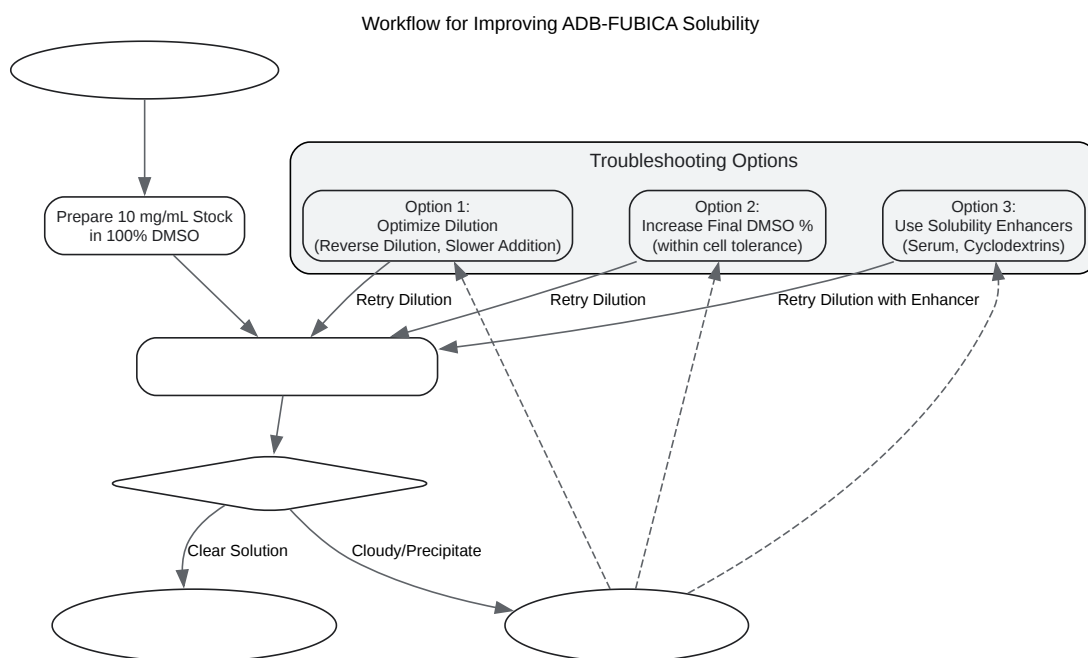 Workflow for Improving ADB-FUBICA Solubility
Troubleshooting Options
Prepare 10 mg/mL Stock
in 100% DMSO
Option 1:
Optimize Dilution
(Reverse Dilution, Slower Addition)
Option 2:
Increase Final DMSO %
(within cell tolerance)
Option 3:
Use Solubility Enhancers
(Serum, Cyclodextrins)
Retry Dilution
Retry Dilution
Retry Dilution with Enhancer
Clear Solution
Cloudy/Precipitate